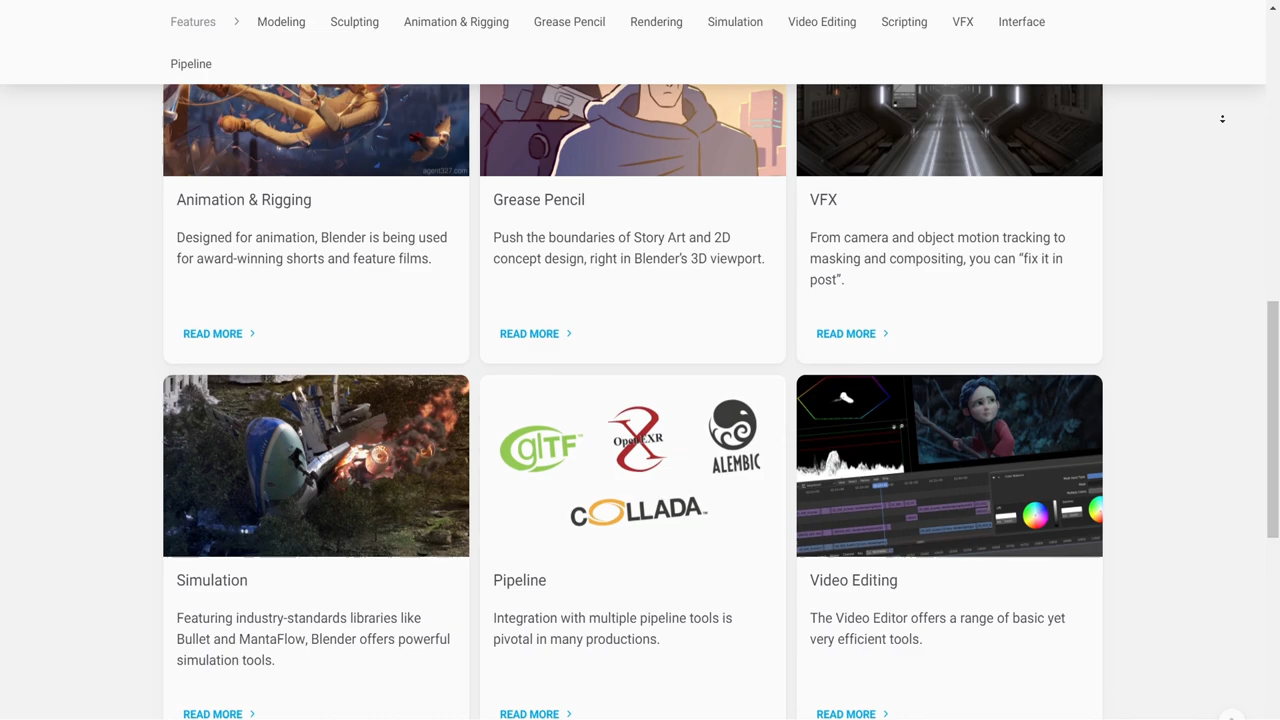 Features
Modeling
Sculpting
Animation & Rigging
Grease Pencil
Rendering
Simulation
Video Editing
Scripting
VFX
Interface
Pipeline
agent327.com
Animation & Rigging
Designed for animation, Blender is being used
for award-winning shorts and feature films.
READ MORE
Grease Pencil
Push the boundaries of Story Art and 2D
concept design, right in Blender's 3D viewport.
READ MORE
VFX
From camera and object motion tracking to
masking and compositing, you can “fix it in
post”.
READ MORE
glTF™
OpenEXR
ALEMBIC
COLLADA™
Simulation
Featuring industry-standards libraries like
Bullet and MantaFlow, Blender offers powerful
simulation tools.
READ MORE
Pipeline
Integration with multiple pipeline tools is
pivotal in many productions.
READ MORE
Video Editing
The Video Editor offers a range of basic yet
very efficient tools.
READ MORE